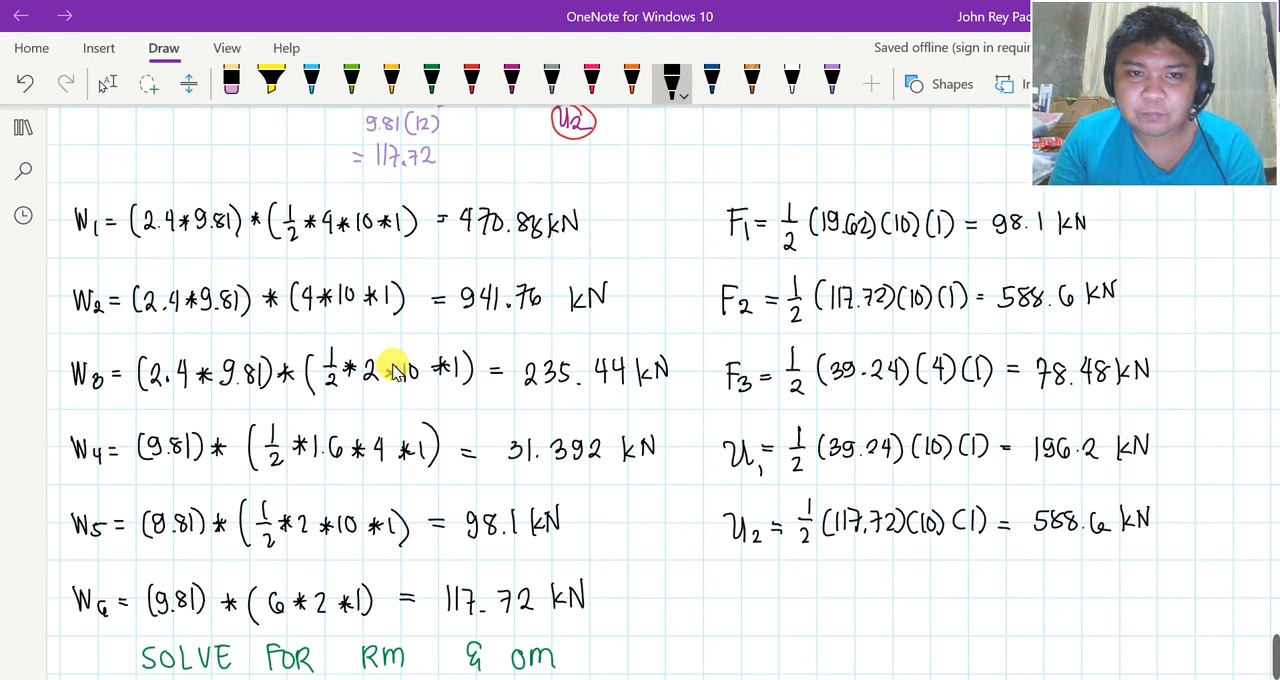 OneNote for Windows 10
John Rey Pac
Home Insert Draw View Help
Saved offline (sign in requir
Shapes In
9.81 (12)
= 117.72
U2
W1 = (2.4*9.81) * (1/2 *4*10*1) = 470.88kN
W2 = (2.4*9.81) * (4*10*1) = 941.76 kN
W3 = (2.4*9.81)*(1/2*2*10*1) = 235.44 kN
W4 = (9.81)* (1/2*1.6*4*1) = 31.392 kN
W5 = (9.81)*(1/2*2*10*1) = 98.1 kN
W6 = (9.81) *(6*2*1) = 117.72 kN
F1 = 1/2 (19.62)(10)(1) = 98.1 kN
F2 = 1/2 (117.72)(10)(1) = 588.6 kN
F3 = 1/2 (39.24)(4)(1) = 78.48 kN
U1 = 1/2 (39.24)(10)(1) = 196.2 kN
U2 = 1/2 (117.72)(10)(1) = 588.6 kN
SOLVE FOR RM & OM